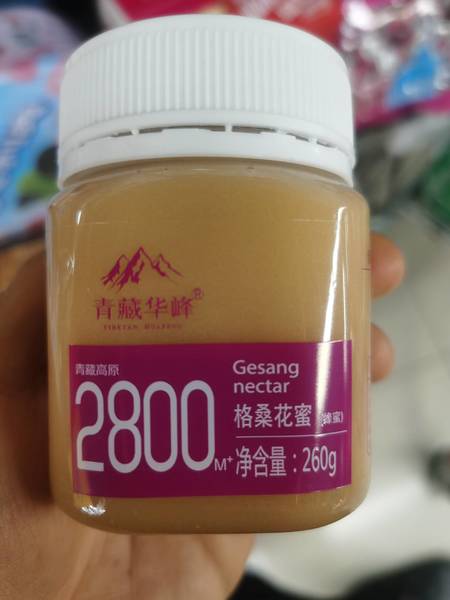 青藏华峰®
TIBETAN HUAFENG
青藏高原
2800M+
Gesang
nectar
格桑花蜜 (蜂蜜)
净含量：260g